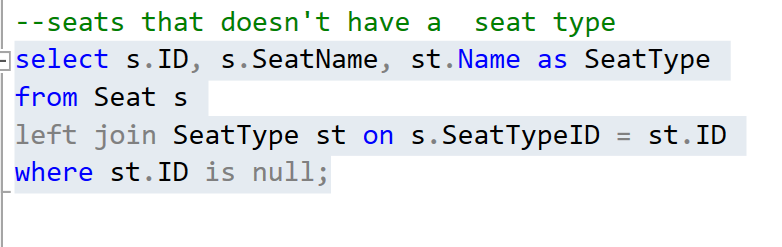 --seats that doesn't have a  seat type
select s.ID, s.SeatName, st.Name as SeatType
from Seat s
left join SeatType st on s.SeatTypeID = st.ID
where st.ID is null;